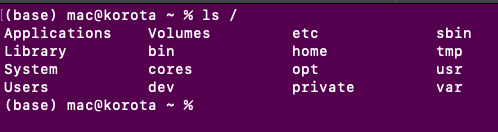 (base) mac@korota ~ % ls /
Applications Volumes etc sbin
Library bin home tmp
System cores opt usr
Users dev private var
(base) mac@korota ~ %